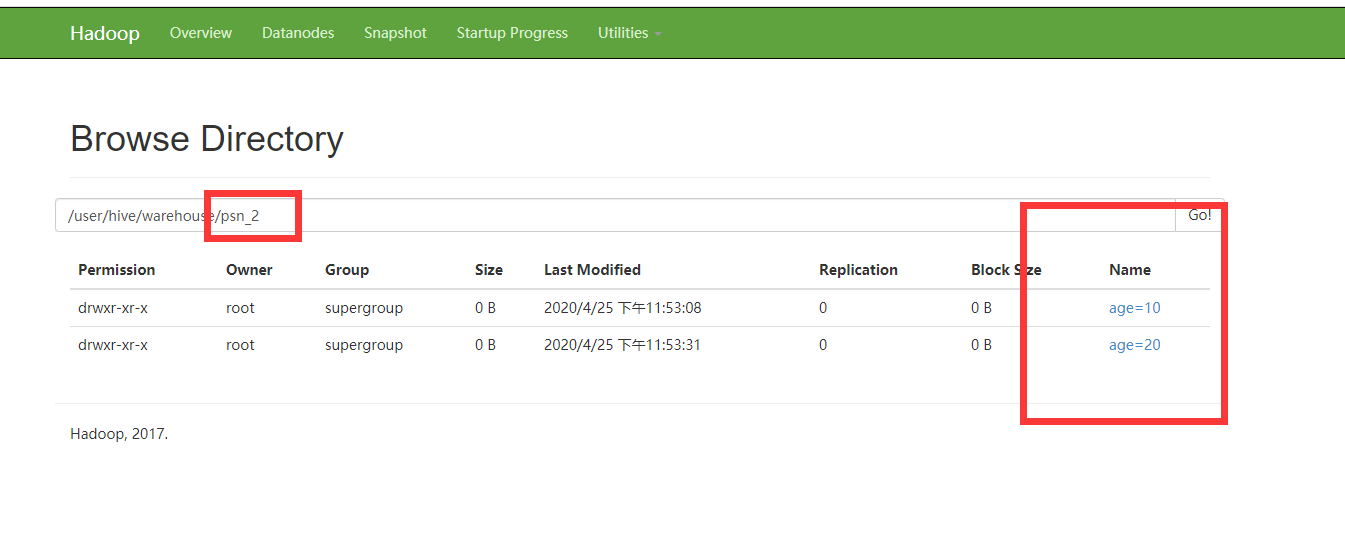 Hadoop Overview Datanodes Snapshot Startup Progress Utilities
Browse Directory
/user/hive/warehouse/psn_2 Go!
Permission Owner Group Size Last Modified Replication Block Size Name
drwxr-xr-x root supergroup 0 B 2020/4/25 下午11:53:08 0 0 B age=10
drwxr-xr-x root supergroup 0 B 2020/4/25 下午11:53:31 0 0 B age=20
Hadoop, 2017.